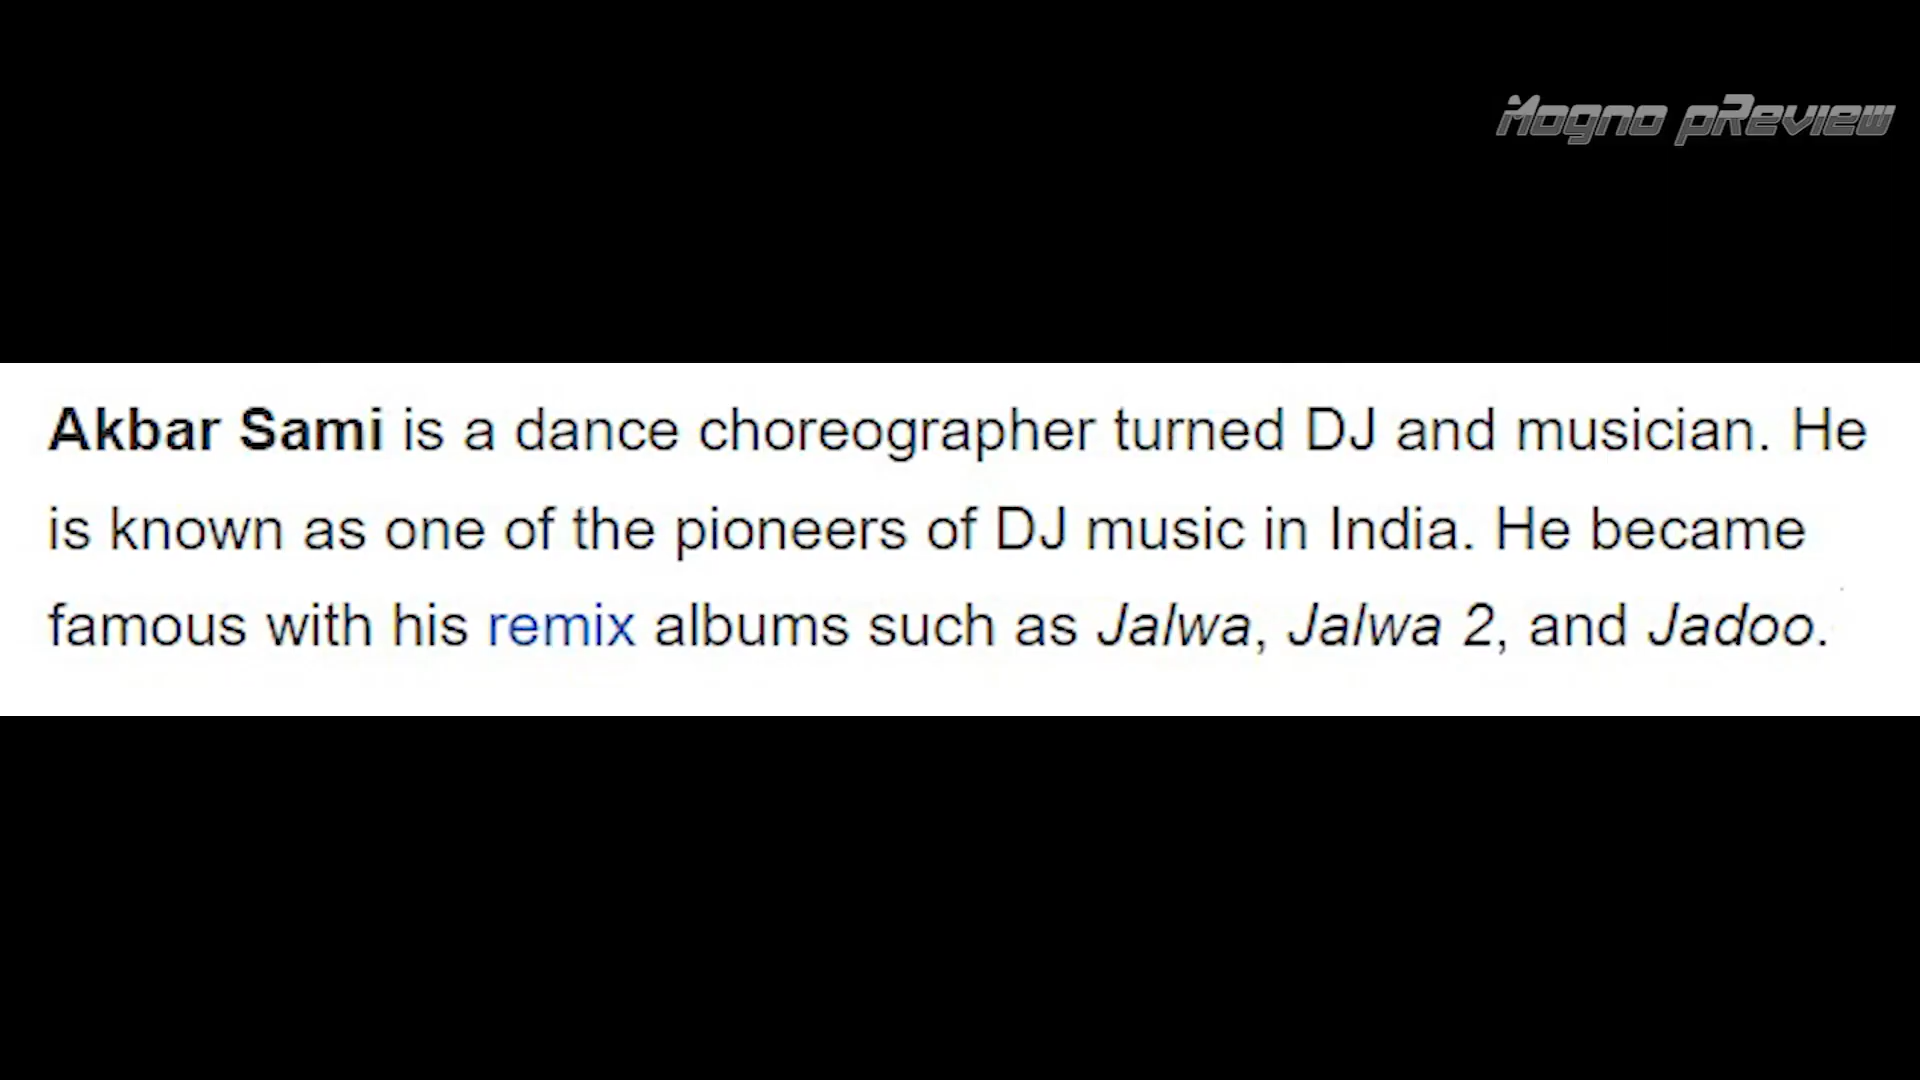 Mogno pReview
Akbar Sami is a dance choreographer turned DJ and musician. He
is known as one of the pioneers of DJ music in India. He became
famous with his remix albums such as Jalwa, Jalwa 2, and Jadoo.